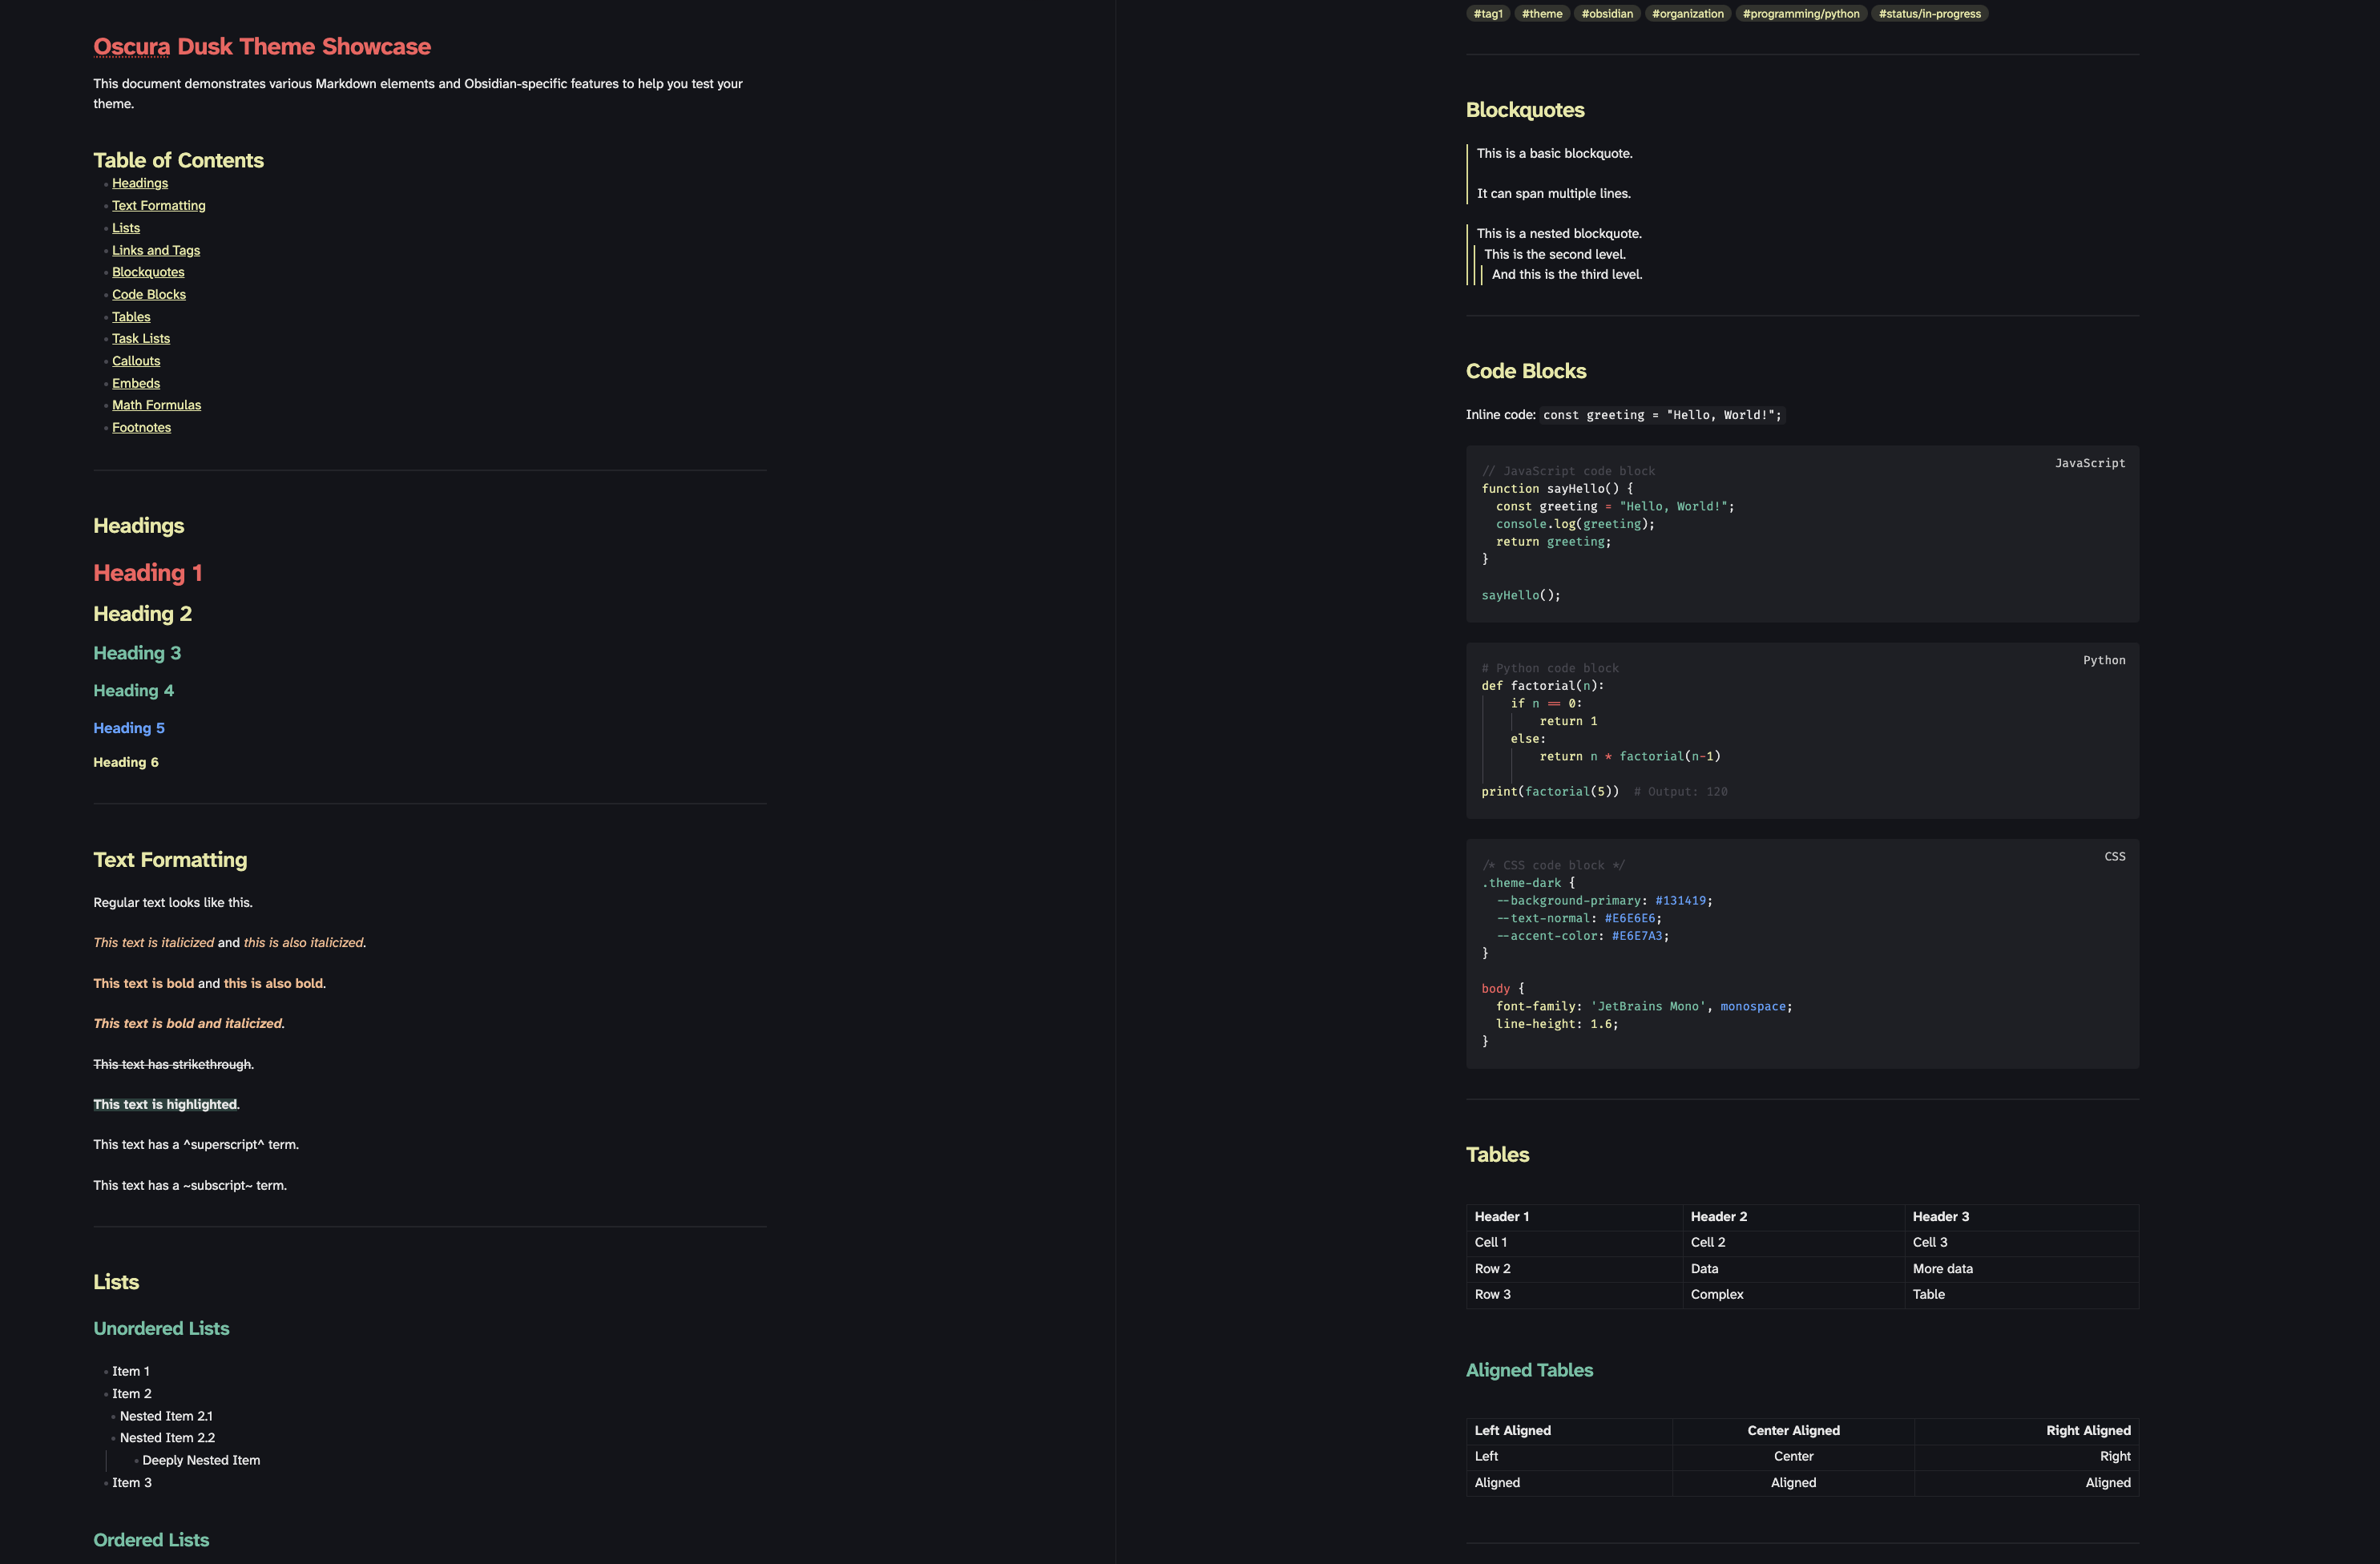 Oscura Dusk Theme Showcase
This document demonstrates various Markdown elements and Obsidian-specific features to help you test your
theme.
Table of Contents
Headings
Text Formatting
Lists
Links and Tags
Blockquotes
Code Blocks
Tables
Task Lists
Callouts
Embeds
Math Formulas
Footnotes
Headings
Heading 1
Heading 2
Heading 3
Heading 4
Heading 5
Heading 6
Text Formatting
Regular text looks like this.
This text is italicized and this is also italicized.
This text is bold and this is also bold.
This text is bold and italicized.
This text has strikethrough.
This text is highlighted.
This text has a ^superscript^ term.
This text has a ~subscript~ term.
Lists
Unordered Lists
Item 1
Item 2
Nested Item 2.1
Nested Item 2.2
Deeply Nested Item
Item 3
Ordered Lists
#tag1 #theme #obsidian #organization #programming/python #status/in-progress
Blockquotes
This is a basic blockquote.
It can span multiple lines.
This is a nested blockquote.
This is the second level.
And this is the third level.
Code Blocks
Inline code: const greeting = "Hello, World!";
JavaScript
// JavaScript code block
function sayHello() {
  const greeting = "Hello, World!";
  console.log(greeting);
  return greeting;
}
sayHello();
Python
# Python code block
def factorial(n):
    if n == 0:
        return 1
    else:
        return n * factorial(n-1)
print(factorial(5))  # Output: 120
CSS
/* CSS code block */
.theme-dark {
  --background-primary: #131419;
  --text-normal: #E6E6E6;
  --accent-color: #E6E7A3;
}
body {
  font-family: 'JetBrains Mono', monospace;
  line-height: 1.6;
}
Tables
Header 1 Header 2 Header 3
Cell 1 Cell 2 Cell 3
Row 2 Data More data
Row 3 Complex Table
Aligned Tables
Left Aligned Center Aligned Right Aligned
Left Center Right
Aligned Aligned Aligned